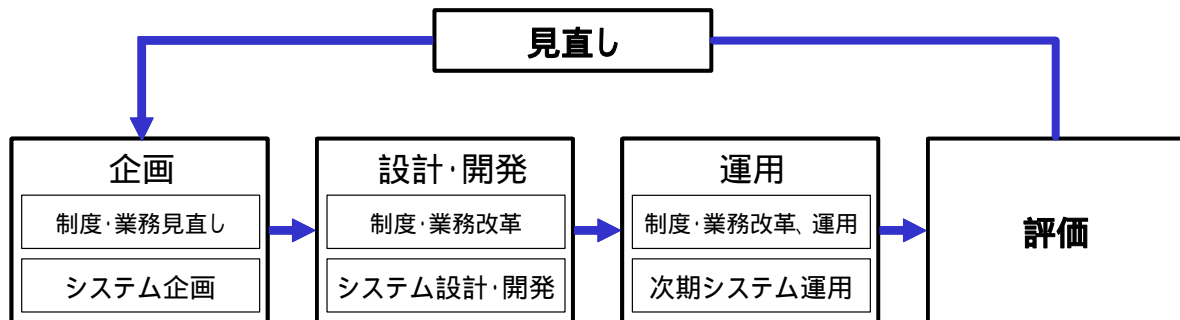 見直し
企画
制度･業務見直し
システム企画
設計･開発
制度･業務改革
システム設計･開発
運用
制度･業務改革、運用
次期システム運用
評価